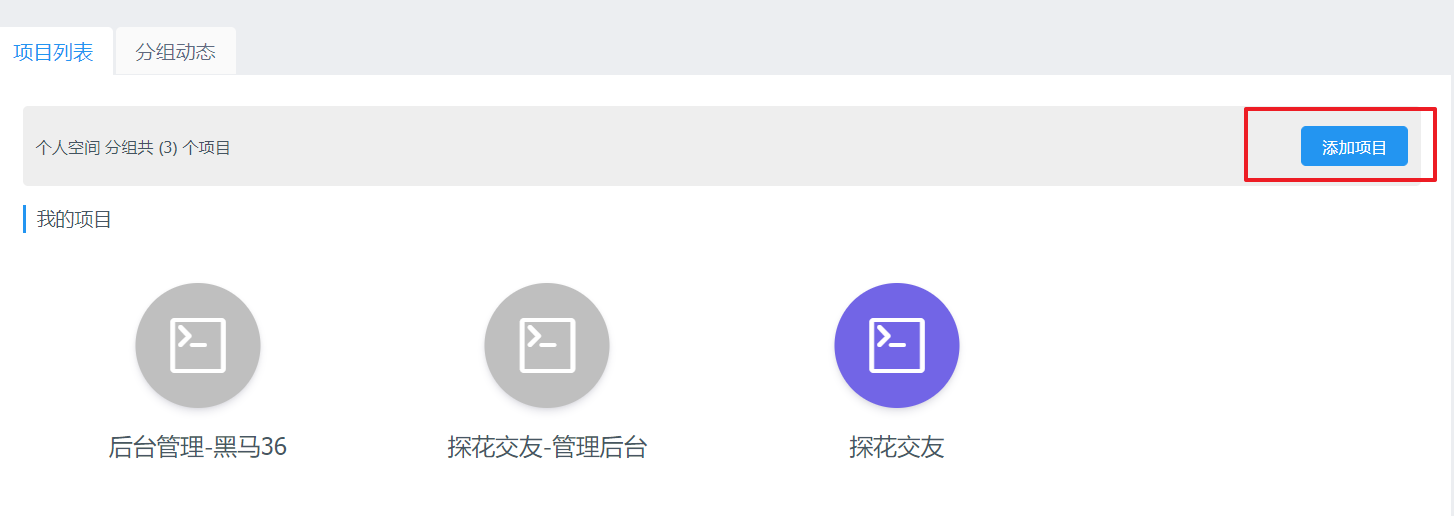 项目列表 分组动态
个人空间 分组共 (3) 个项目 添加项目
我的项目
后台管理-黑马36 探花交友-管理后台 探花交友